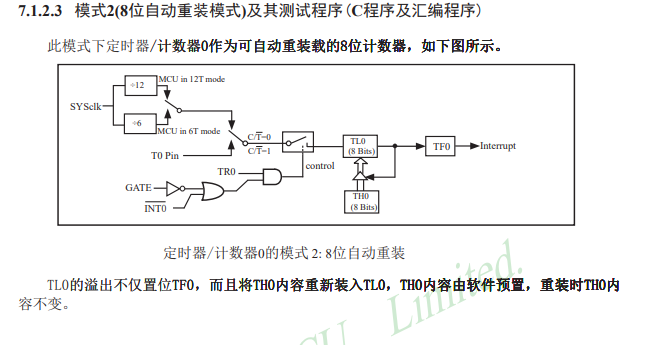 7.1.2.3 模式2(8位自动重装模式)及其测试程序(C程序及汇编程序)
此模式下定时器/计数器0作为可自动重装载的8位计数器，如下图所示。
÷12
MCU in 12T mode
SYSclk
÷6
MCU in 6T mode
C/T̅=0
C/T̅=1
T0 Pin
TL0
(8 Bits)
TF0
Interrupt
control
TR0
GATE
I̅N̅T̅0̅
TH0
(8 Bits)
定时器/计数器0的模式 2: 8位自动重装
TL0的溢出不仅置位TF0，而且将TH0内容重新装入TL0，TH0内容由软件预置，重装时TH0内
容不变。
CU Limited.